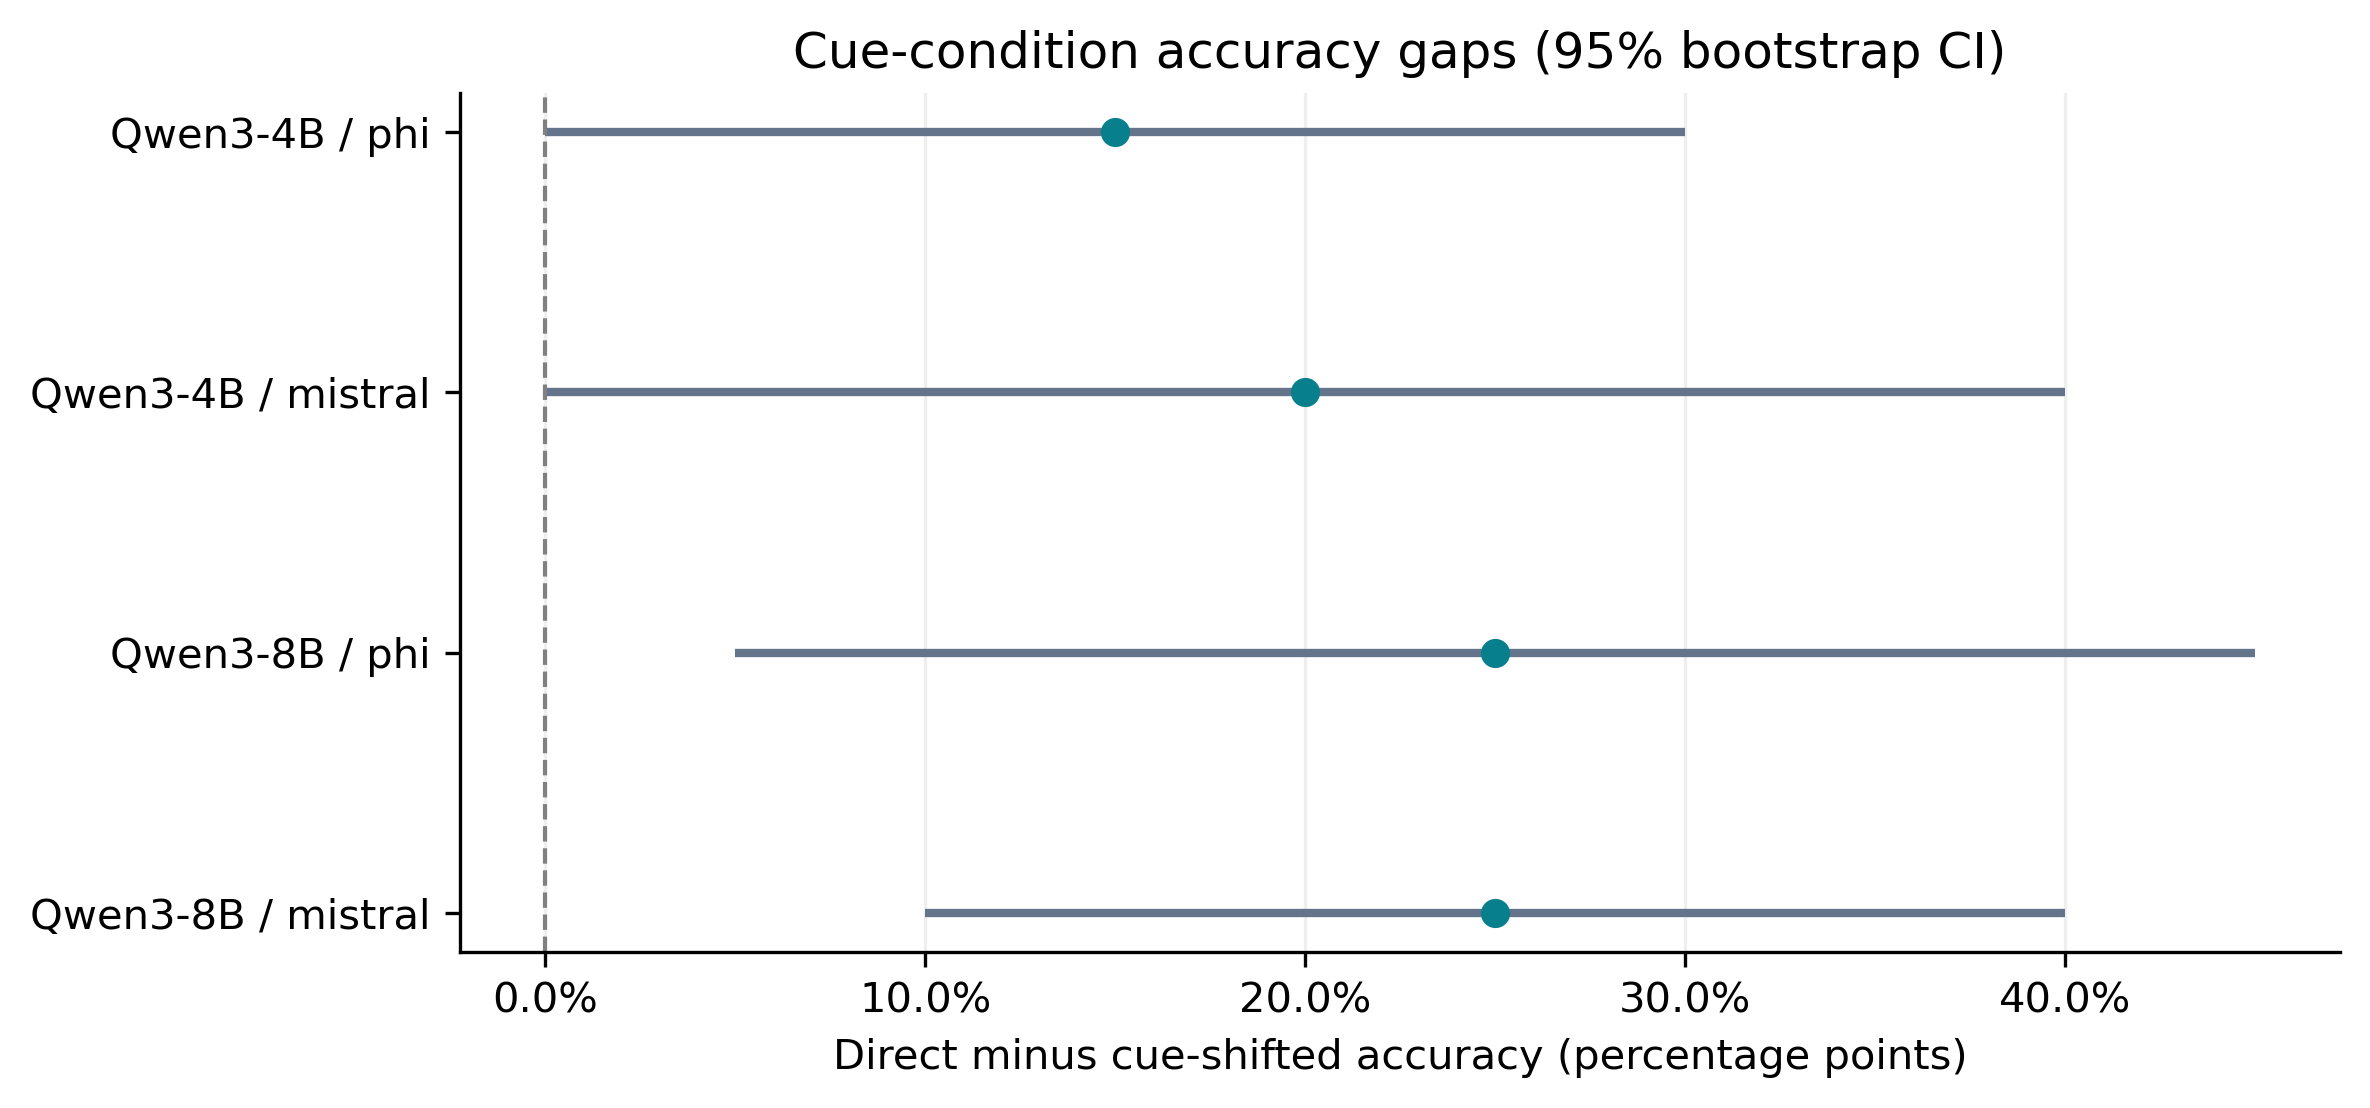 Cue-condition accuracy gaps (95% bootstrap CI)
Qwen3-4B / phi
Qwen3-4B / mistral
Qwen3-8B / phi
Qwen3-8B / mistral
0.0%
10.0%
20.0%
30.0%
40.0%
Direct minus cue-shifted accuracy (percentage points)